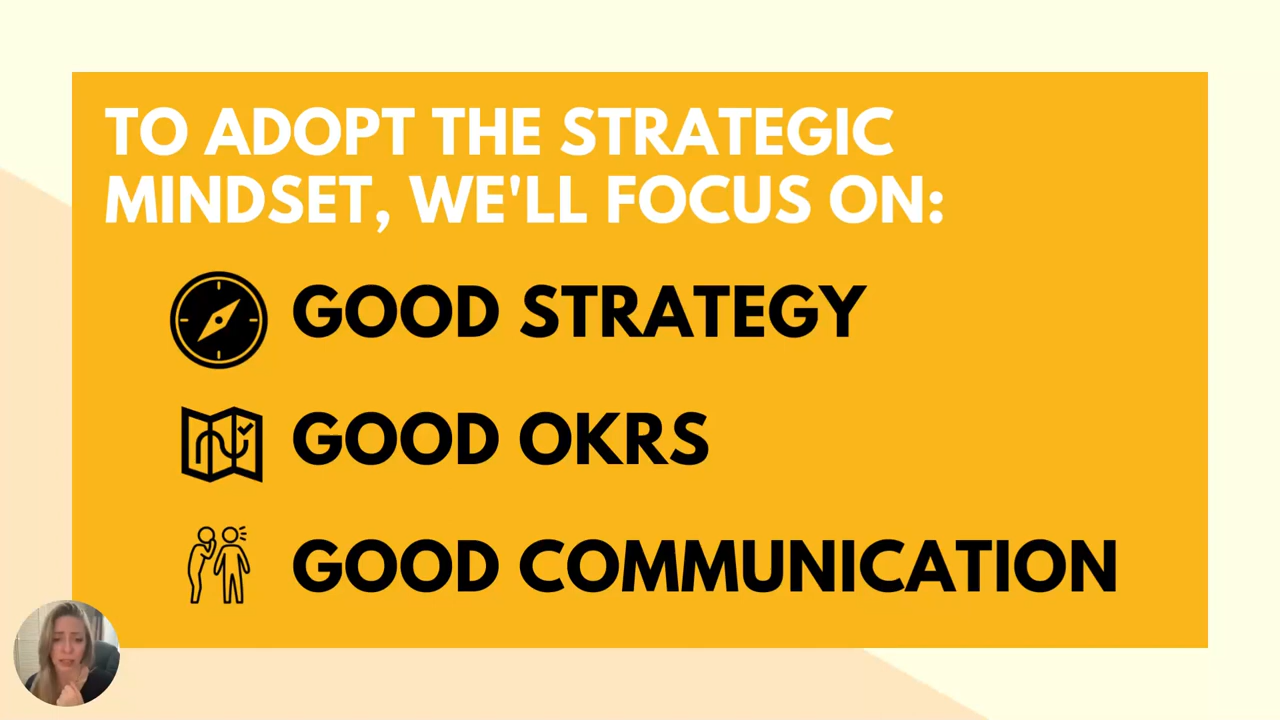 TO ADOPT THE STRATEGIC
MINDSET, WE'LL FOCUS ON:
GOOD STRATEGY
GOOD OKRS
GOOD COMMUNICATION